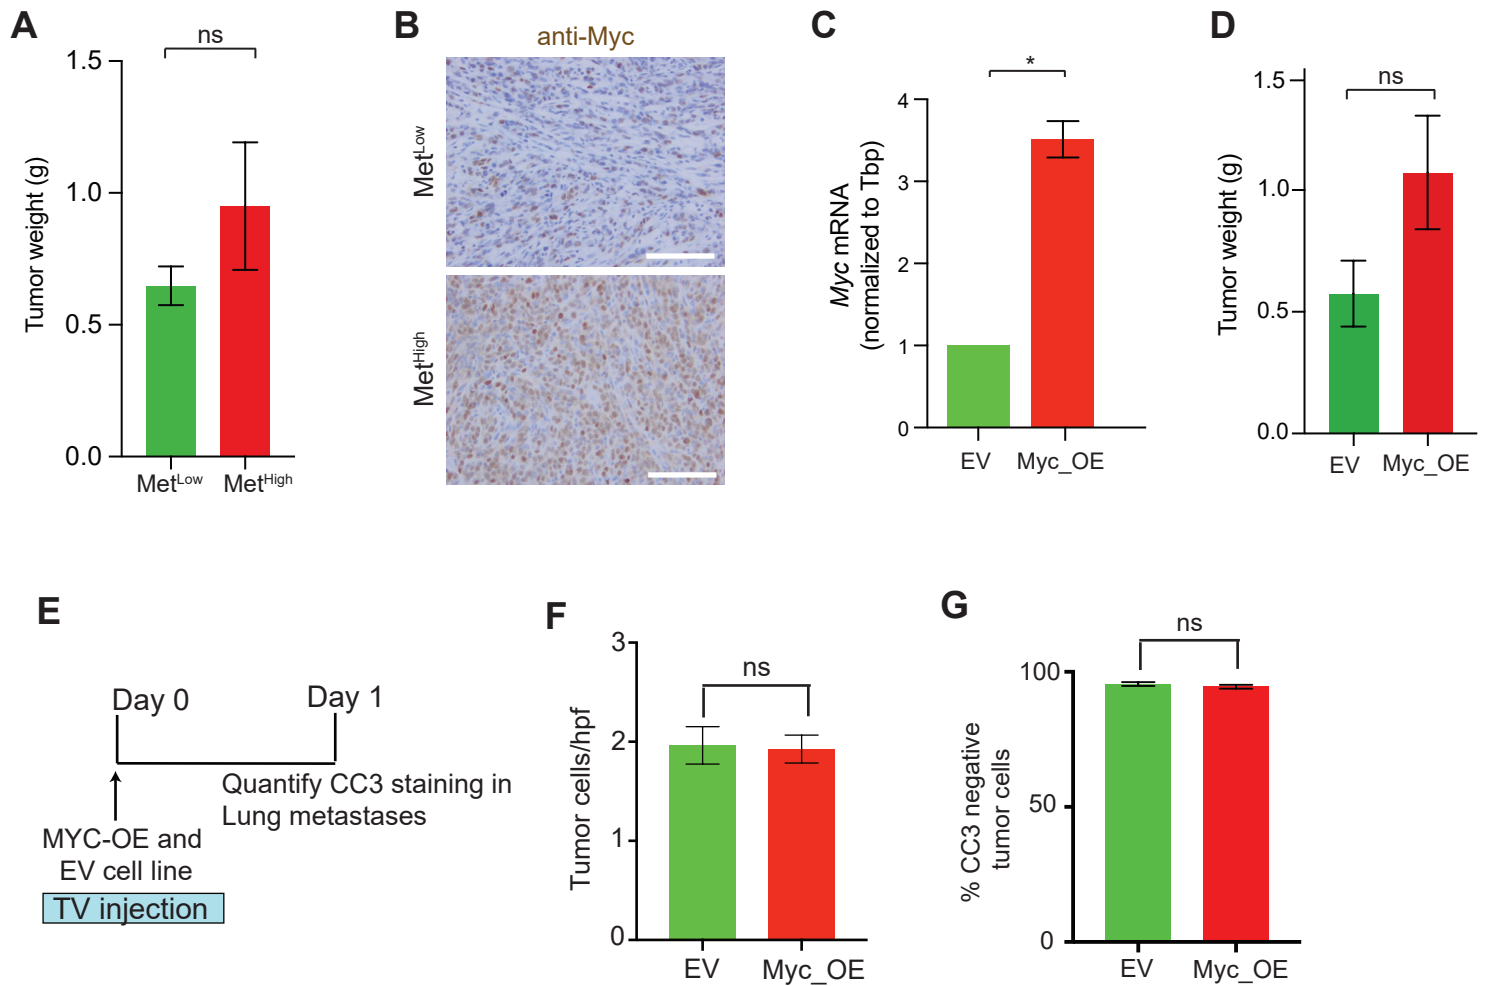 A
ns
1.5
1.0
0.5
0.0
Tumor weight (g)
MetLow
MetHigh
B
anti-Myc
MetLow
MetHigh
C
*
4
3
2
1
0
Myc mRNA
(normalized to Tbp)
EV
Myc_OE
D
ns
1.5
1.0
0.5
0.0
Tumor weight (g)
EV
Myc_OE
E
Day 0
Day 1
Quantify CC3 staining in
Lung metastases
MYC-OE and
EV cell line
TV injection
F
ns
3
2
1
0
Tumor cells/hpf
EV
Myc_OE
G
ns
100
50
0
% CC3 negative
tumor cells
EV
Myc_OE